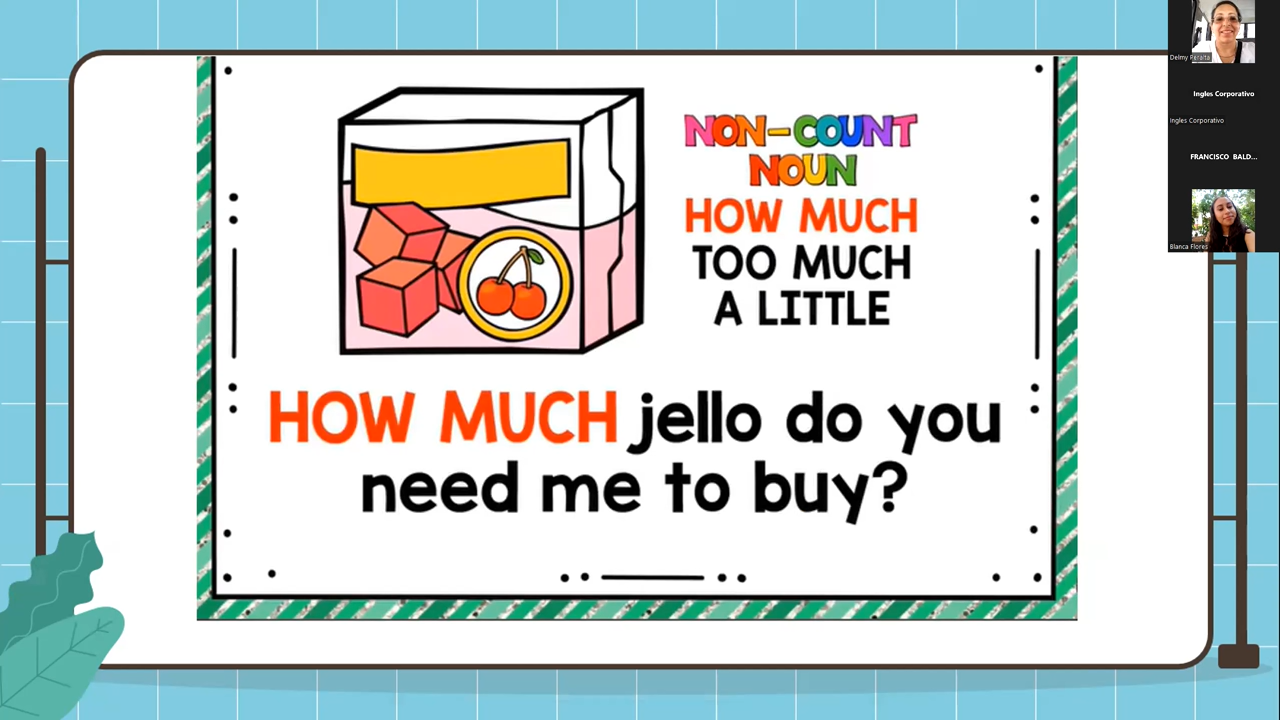 NON-COUNT
NOUN
HOW MUCH
TOO MUCH
A LITTLE
HOW MUCH jello do you
need me to buy?
Delmy Peralta
Ingles Corporativo
Ingles Corporativo
FRANCISCO BALD...
Blanca Flores